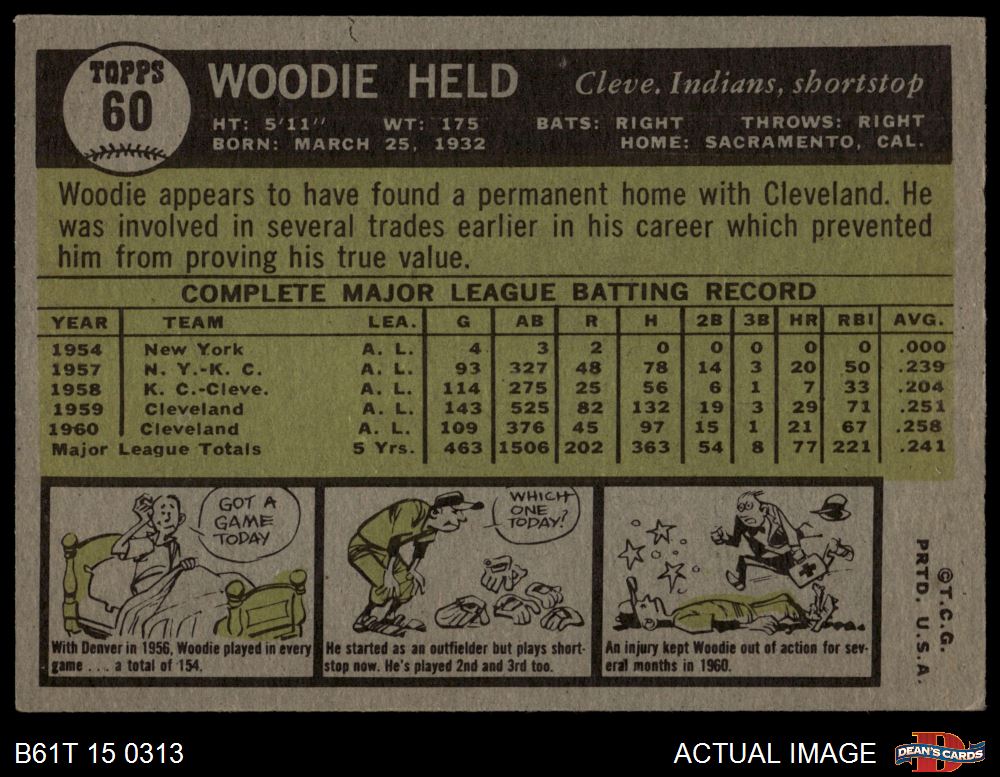 TOPPS
60
WOODIE HELD
Cleve. Indians, shortstop
HT: 5'11" WT: 175 BATS: RIGHT THROWS: RIGHT
BORN: MARCH 25, 1932 HOME: SACRAMENTO, CAL.
Woodie appears to have found a permanent home with Cleveland. He
was involved in several trades earlier in his career which prevented
him from proving his true value.
COMPLETE MAJOR LEAGUE BATTING RECORD
YEAR TEAM LEA. G AB R H 2B 3B HR RBI AVG.
1954 New York A. L. 4 3 2 0 0 0 0 0 .000
1957 N. Y.-K. C. A. L. 93 327 48 78 14 3 20 50 .239
1958 K. C.-Cleve. A. L. 114 275 25 56 6 1 7 33 .204
1959 Cleveland A. L. 143 525 82 132 19 3 29 71 .251
1960 Cleveland A. L. 109 376 45 97 15 1 21 67 .258
Major League Totals 5 Yrs. 463 1506 202 363 54 8 77 221 .241
GOT A
GAME
TODAY
With Denver in 1956, Woodie played in every
game . . . a total of 154.
WHICH
ONE
TODAY?
He started as an outfielder but plays short-
stop now. He's played 2nd and 3rd too.
An injury kept Woodie out of action for sev-
eral months in 1960.
© T.C.G.
PRTD. U.S.A.
B61T 15 0313
ACTUAL IMAGE
DEAN'S CARDS